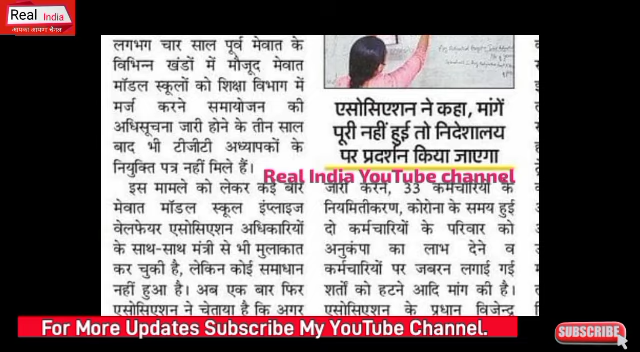 Real India
आपका अपना चैनल
लगभग चार साल पूर्व मेवात के
विभिन्न खंडों में मौजूद मेवात
मॉडल स्कूलों को शिक्षा विभाग में
मर्ज करने समायोजन की
अधिसूचना जारी होने के तीन साल
बाद भी टीजीटी अध्यापकों के
नियुक्ति पत्र नहीं मिले हैं।
इस मामले को लेकर कई बार
मेवात मॉडल स्कूल इंप्लाइज
वेलफेयर एसोसिएशन अधिकारियों
के साथ-साथ मंत्री से भी मुलाकात
कर चुकी है, लेकिन कोई समाधान
नहीं हुआ है। अब एक बार फिर
एसोसिएशन ने चेताया है कि अगर
एसोसिएशन ने कहा, मांगें
पूरी नहीं हुई तो निदेशालय
पर प्रदर्शन किया जाएगा
Real India YouTube channel
जारी करने, 33 कर्मचारियों के
नियमितीकरण, कोरोना के समय हुई
दो कर्मचारियों के परिवार को
अनुकंपा का लाभ देने व
कर्मचारियों पर जबरन लगाई गई
शर्तों को हटने आदि मांग की है।
एसोसिएशन के प्रधान विजेन्द्र
For More Updates Subscribe My YouTube Channel.
SUBSCRIBE